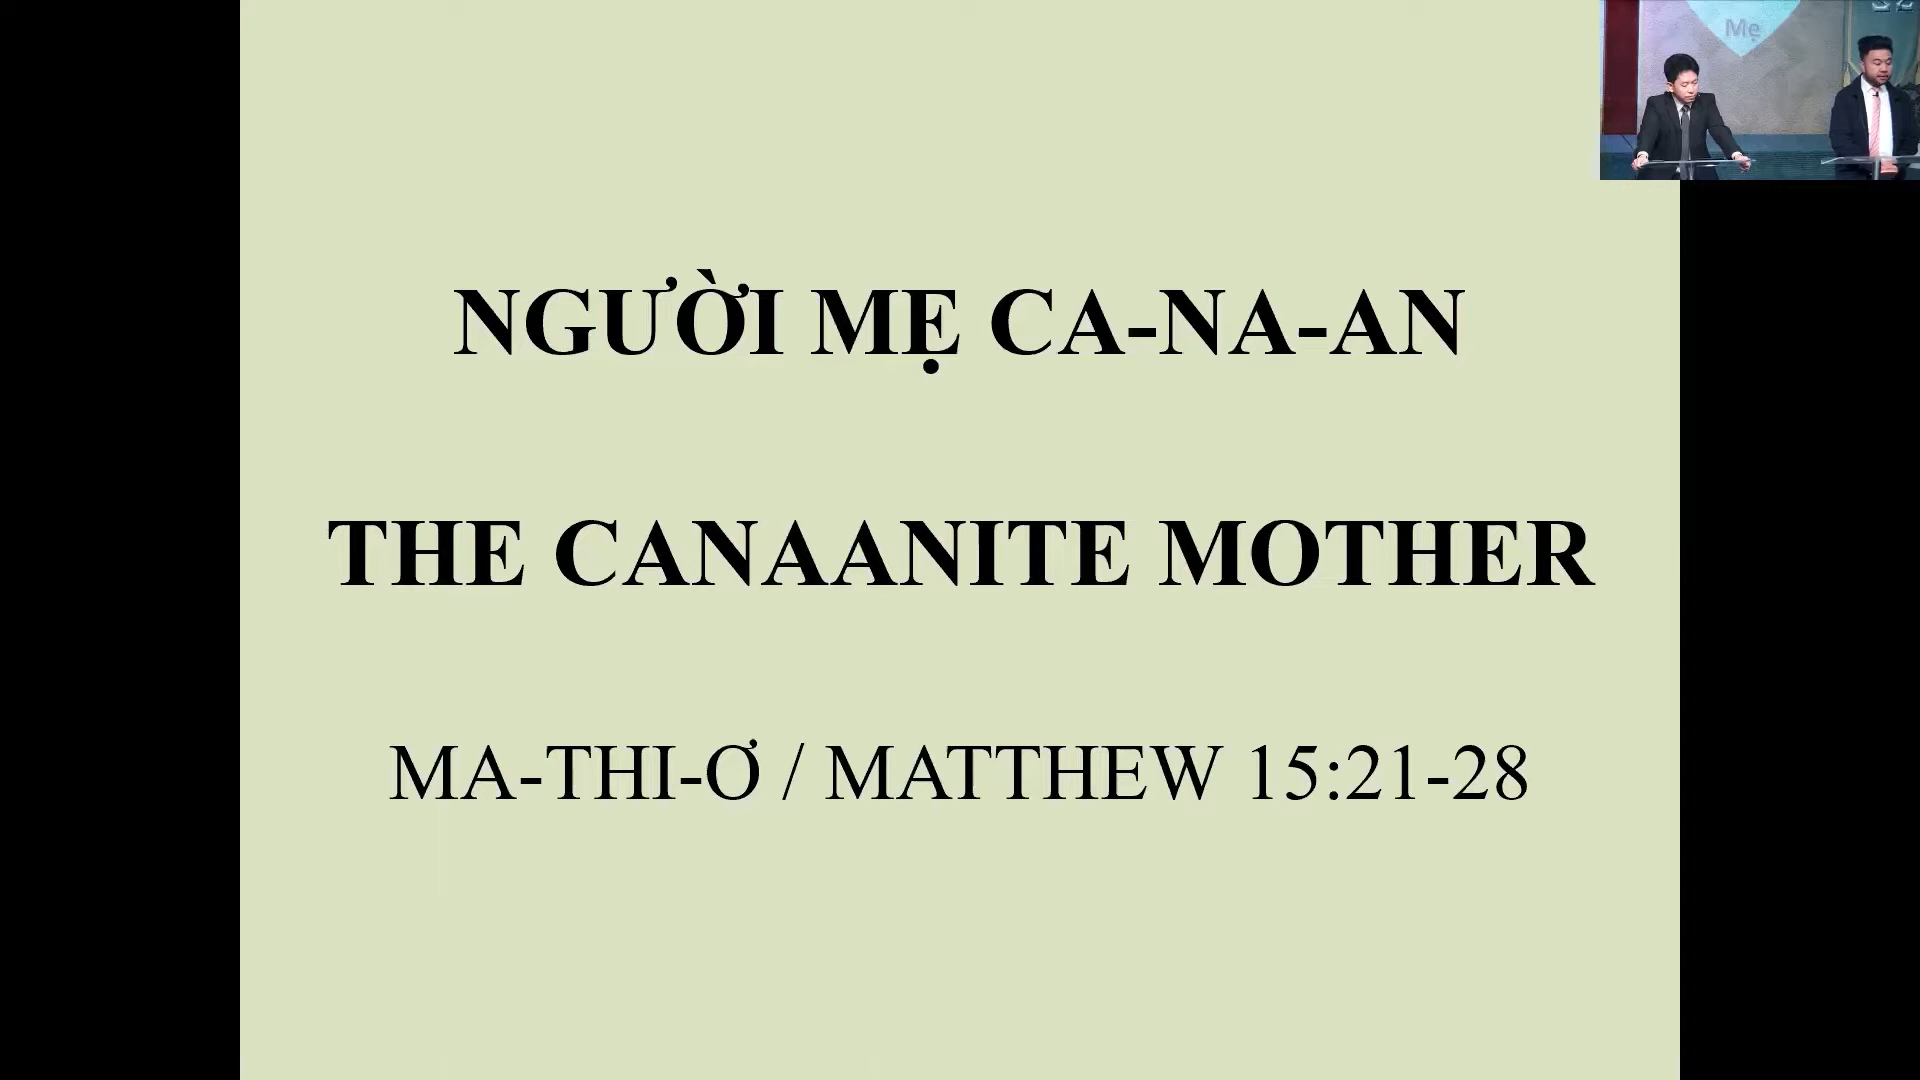 Mẹ
NGƯỜI MẸ CA-NA-AN
THE CANAANITE MOTHER
MA-THI-Ơ / MATTHEW 15:21-28